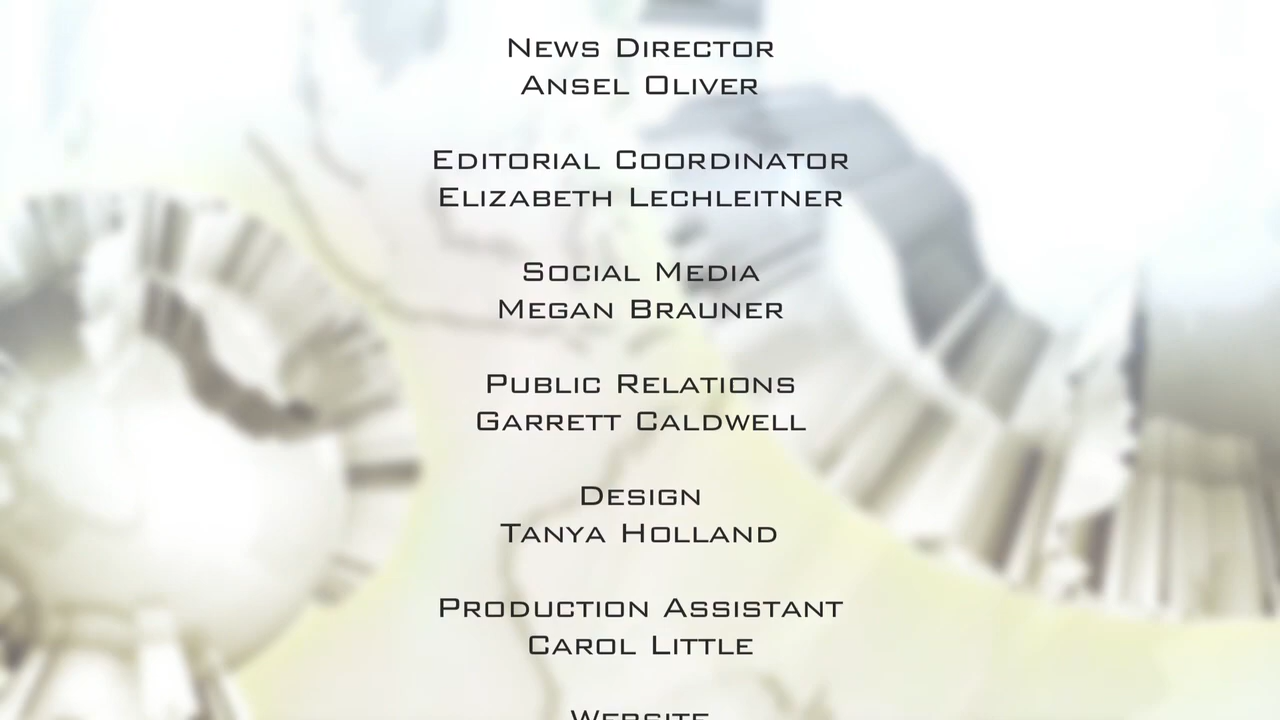 News Director
Ansel Oliver
Editorial Coordinator
Elizabeth Lechleitner
Social Media
Megan Brauner
Public Relations
Garrett Caldwell
Design
Tanya Holland
Production Assistant
Carol Little
Website